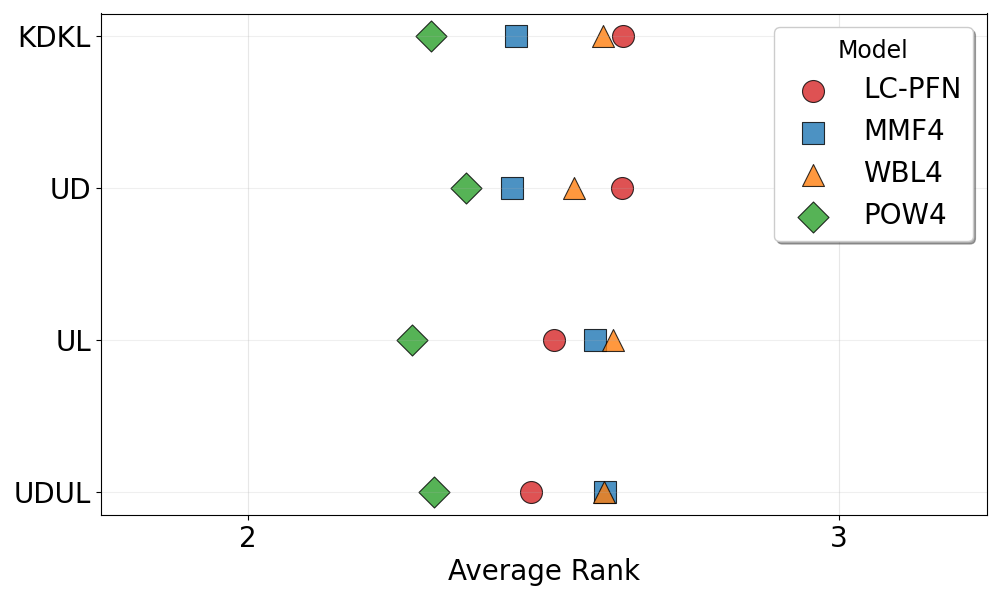 KDKL
UD
UL
UDUL
2
3
Average Rank
Model
LC-PFN
MMF4
WBL4
POW4